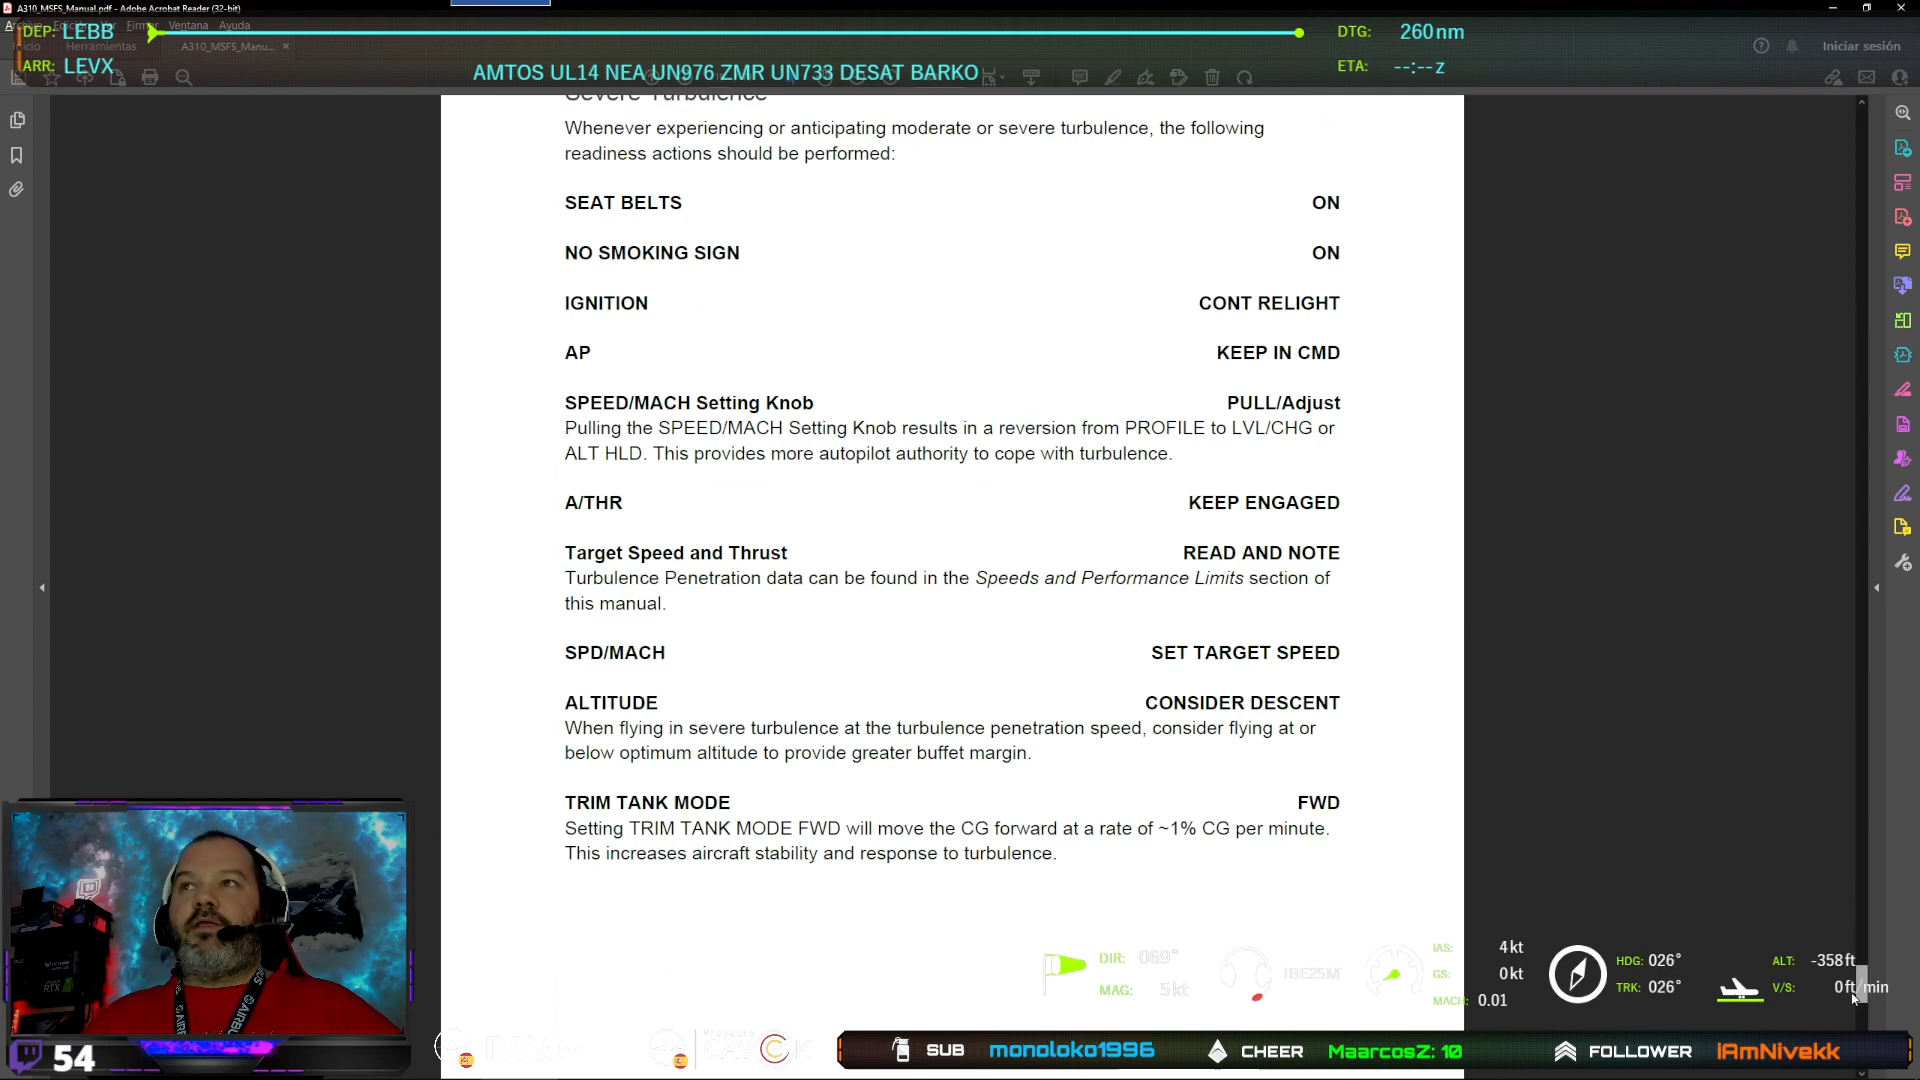 A310_MSFS_Manual.pdf - Adobe Acrobat Reader (32-bit)
Ventana Ayuda
DEP: LEBB
ARR: LEVX
Herramientas
A310_MSFS_Manu... ×
AMTOS UL14 NEA UN976 ZMR UN733 DESAT BARKO
DTG: 260nm
ETA: --:--z
Iniciar sesión
Severe Turbulence
Whenever experiencing or anticipating moderate or severe turbulence, the following
readiness actions should be performed:
SEAT BELTS ON
NO SMOKING SIGN ON
IGNITION CONT RELIGHT
AP KEEP IN CMD
SPEED/MACH Setting Knob PULL/Adjust
Pulling the SPEED/MACH Setting Knob results in a reversion from PROFILE to LVL/CHG or
ALT HLD. This provides more autopilot authority to cope with turbulence.
A/THR KEEP ENGAGED
Target Speed and Thrust READ AND NOTE
Turbulence Penetration data can be found in the Speeds and Performance Limits section of
this manual.
SPD/MACH SET TARGET SPEED
ALTITUDE CONSIDER DESCENT
When flying in severe turbulence at the turbulence penetration speed, consider flying at or
below optimum altitude to provide greater buffet margin.
TRIM TANK MODE FWD
Setting TRIM TANK MODE FWD will move the CG forward at a rate of ~1% CG per minute.
This increases aircraft stability and response to turbulence.
DIR: 069°
MAG: 5kt
IBE25M
IAS: 4kt
GS: 0kt
MACH: 0.01
HDG: 026°
TRK: 026°
ALT: -358ft
V/S: 0ft/min
54
SUB monoloko1996
CHEER MaarcosZ: 10
FOLLOWER iAmNivekk